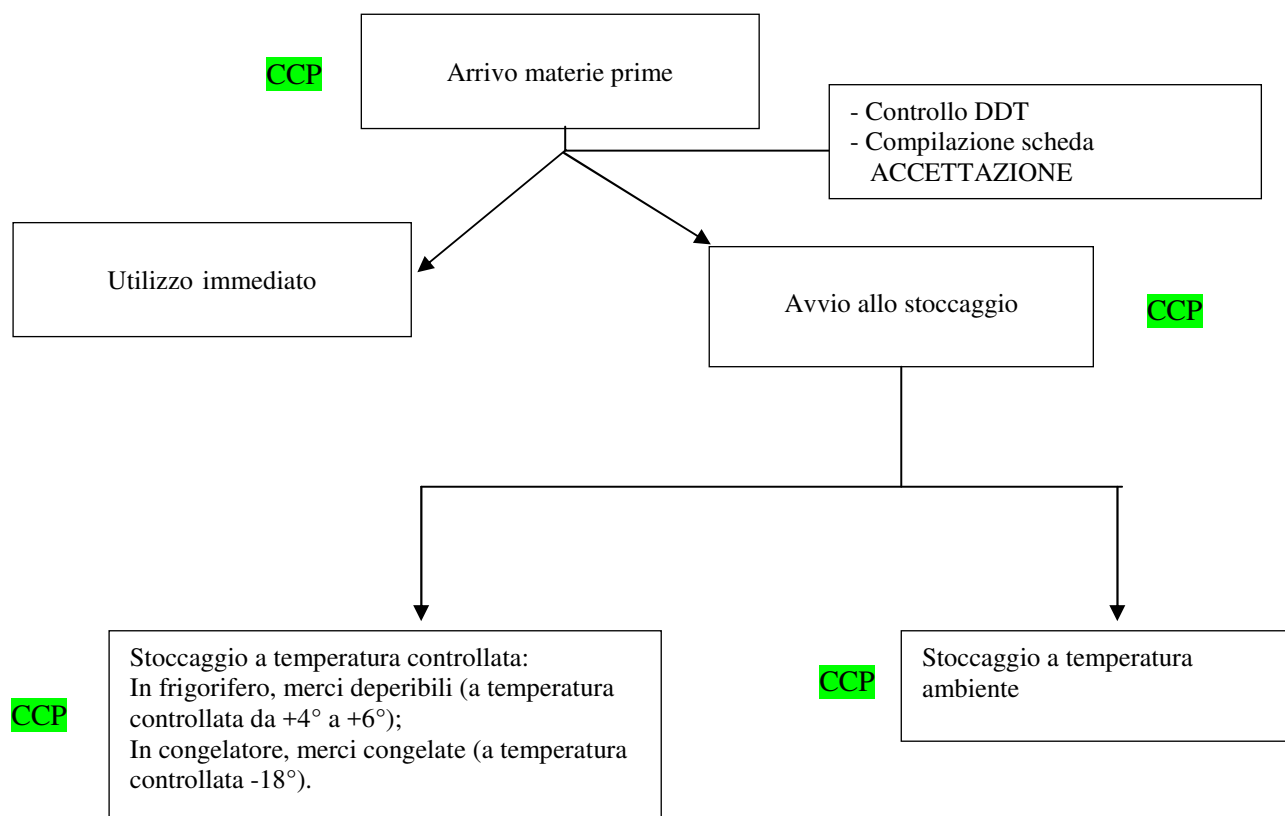 CCP
Arrivo materie prime
- Controllo DDT
- Compilazione scheda
ACCETTAZIONE
Utilizzo immediato
Avvio allo stoccaggio
CCP
CCP
Stoccaggio a temperatura controllata:
In frigorifero, merci deperibili (a temperatura
controllata da +4° a +6°);
In congelatore, merci congelate (a temperatura
controllata -18°).
CCP
Stoccaggio a temperatura
ambiente